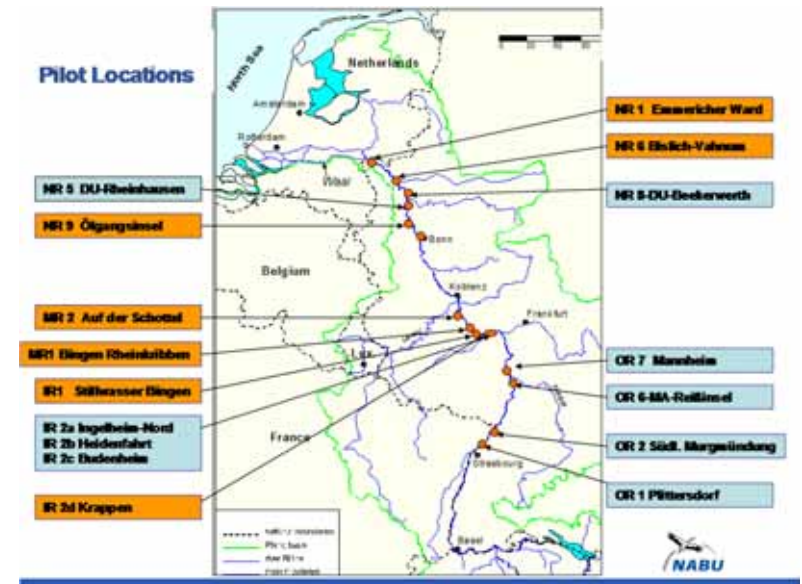 Pilot Locations
North Sea
Netherlands
Amsterdam
Rotterdam
Waal
Belgium
Bonn
Koblenz
Frankfurt
Lux.
France
Strasbourg
Basel
NR 5 DU-Rheinhausen
NR 9 Ölgangsinsel
MR 2 Auf der Schottel
MR1 Bingen Rheinkribben
IR1 Stillwasser Bingen
IR 2a Ingelheim-Nord
IR 2b Heidenfahrt
IR 2c Budenheim
IR 2d Krappen
NR 1 Emmericher Ward
NR 6 Bislich-Vahnum
NR 8-DU-Beekerwerth
OR 7 Mannheim
OR 6-MA-Reißinsel
OR 2 Südl. Murgmündung
OR 1 Plittersdorf
NABU